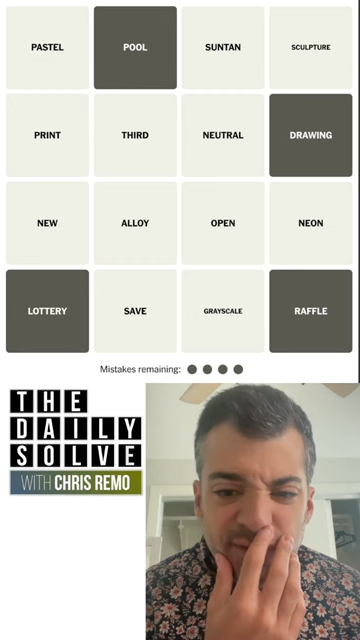 PASTEL POOL SUNTAN SCULPTURE
PRINT THIRD NEUTRAL DRAWING
NEW ALLOY OPEN NEON
LOTTERY SAVE GRAYSCALE RAFFLE
Mistakes remaining:
THE
DAILY
SOLVE
WITH CHRIS REMO